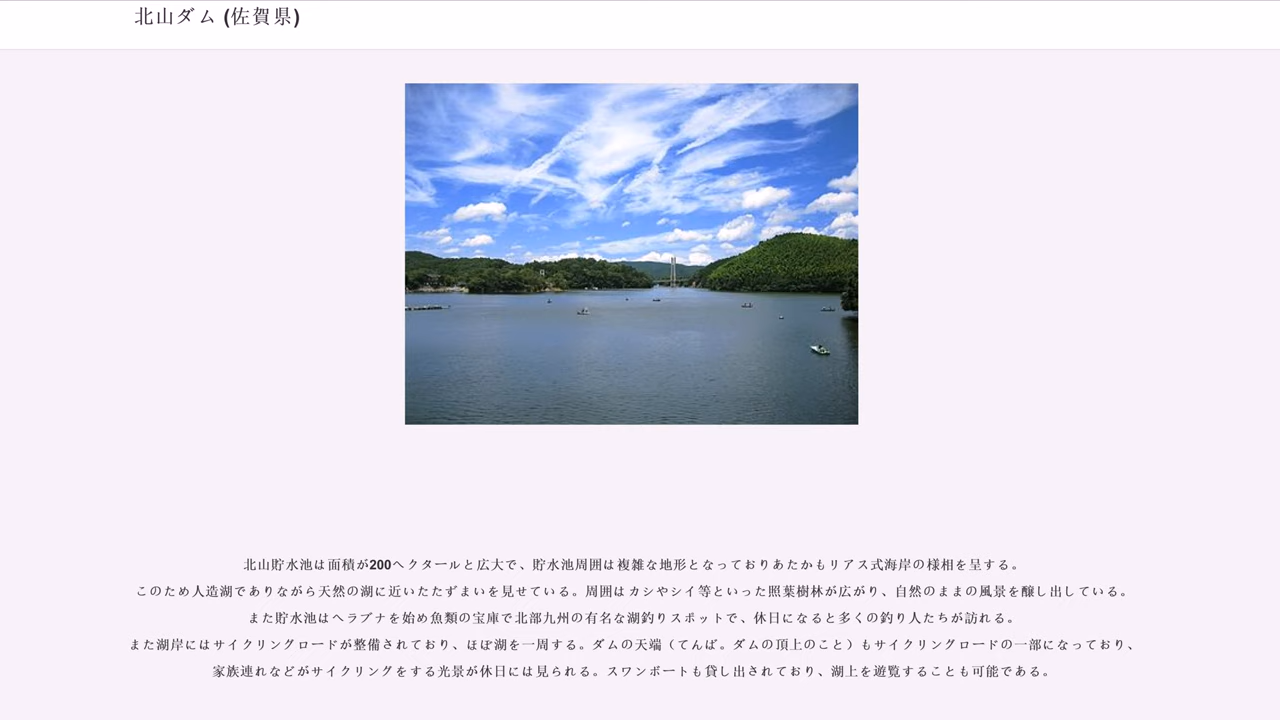 北山ダム (佐賀県)
北山貯水池は面積が200ヘクタールと広大で、貯水池周囲は複雑な地形となっておりあたかもリアス式海岸の様相を呈する。
このため人造湖でありながら天然の湖に近いたたずまいを見せている。周囲はカシやシイ等といった照葉樹林が広がり、自然のままの風景を醸し出している。
また貯水池はヘラブナを始め魚類の宝庫で北部九州の有名な湖釣りスポットで、休日になると多くの釣り人たちが訪れる。
また湖岸にはサイクリングロードが整備されており、ほぼ湖を一周する。ダムの天端（てんば。ダムの頂上のこと）もサイクリングロードの一部になっており、
家族連れなどがサイクリングをする光景が休日には見られる。スワンボートも貸し出されており、湖上を遊覧することも可能である。